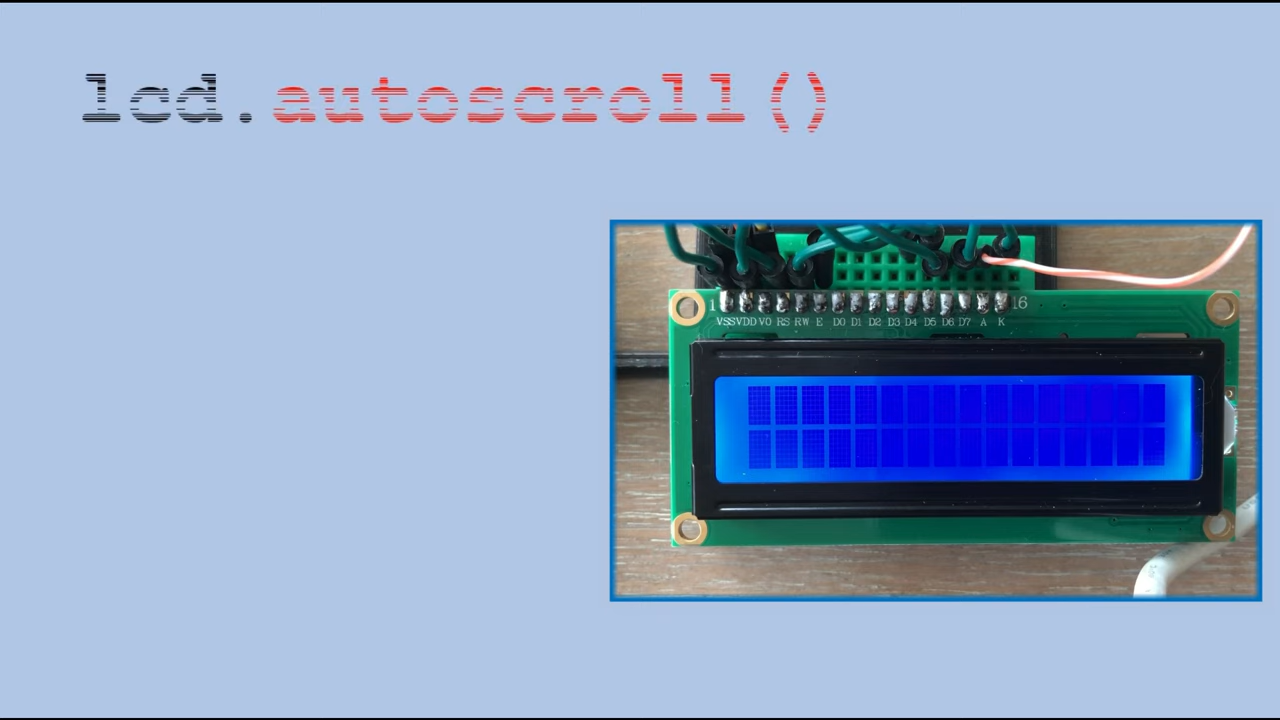 lcd.autoscroll()
1 16
VSS VDD V0 RS RW E D0 D1 D2 D3 D4 D5 D6 D7 A K